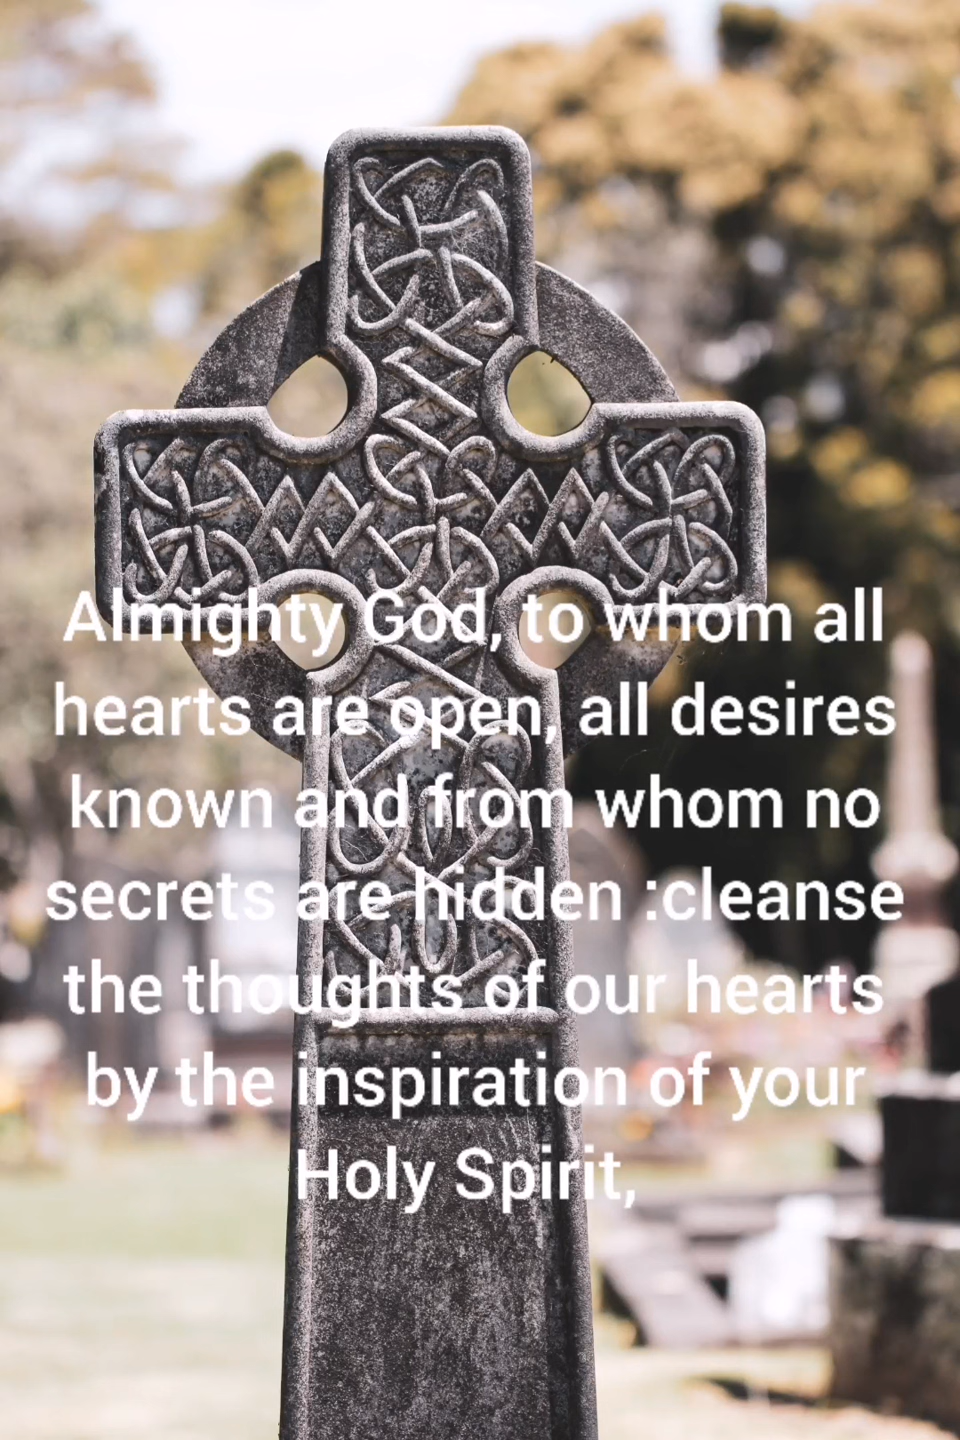 Almighty God, to whom all
hearts are open, all desires
known and from whom no
secrets are hidden :cleanse
the thoughts of our hearts
by the inspiration of your
Holy Spirit,